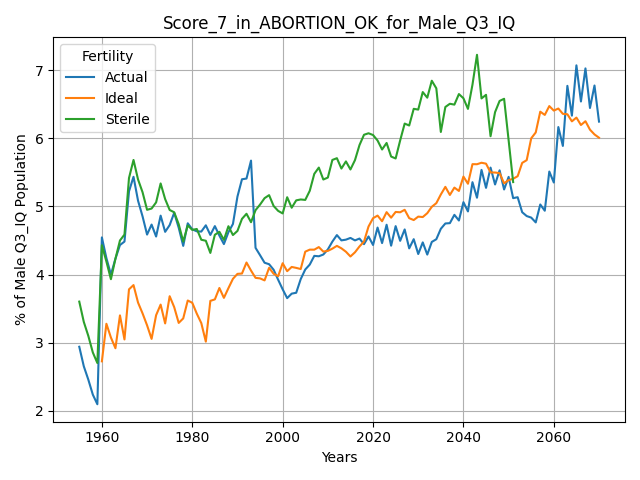 Score_7_in_ABORTION_OK_for_Male_Q3_IQ
Fertility
Actual
Ideal
Sterile
% of Male Q3_IQ Population
7
6
5
4
3
2
1960
1980
2000
2020
2040
2060
Years